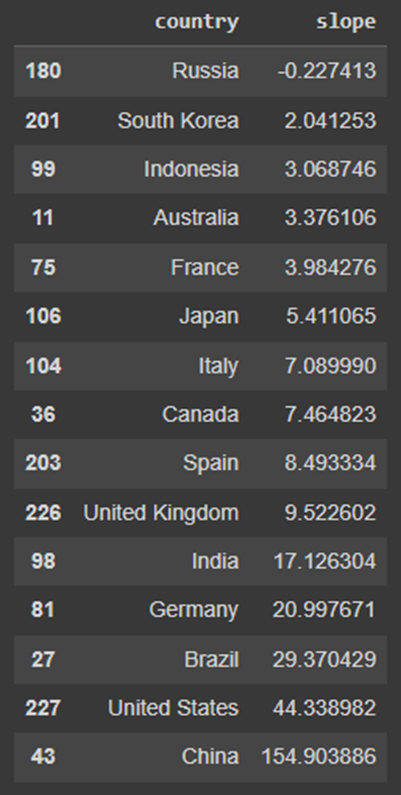 country slope
180 Russia -0.227413
201 South Korea 2.041253
99 Indonesia 3.068746
11 Australia 3.376106
75 France 3.984276
106 Japan 5.411065
104 Italy 7.089990
36 Canada 7.464823
203 Spain 8.493334
226 United Kingdom 9.522602
98 India 17.126304
81 Germany 20.997671
27 Brazil 29.370429
227 United States 44.338982
43 China 154.903886